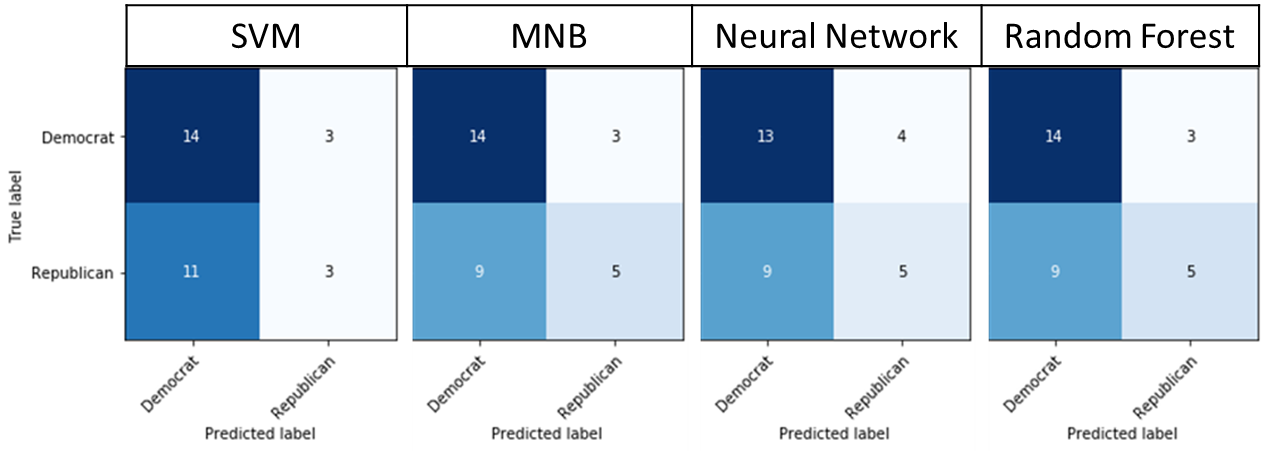 SVM MNB Neural Network Random Forest
True label
Democrat 14 3 14 3 13 4 14 3
Republican 11 3 9 5 9 5 9 5
Democrat Republican Democrat Republican Democrat Republican Democrat Republican
Predicted label Predicted label Predicted label Predicted label